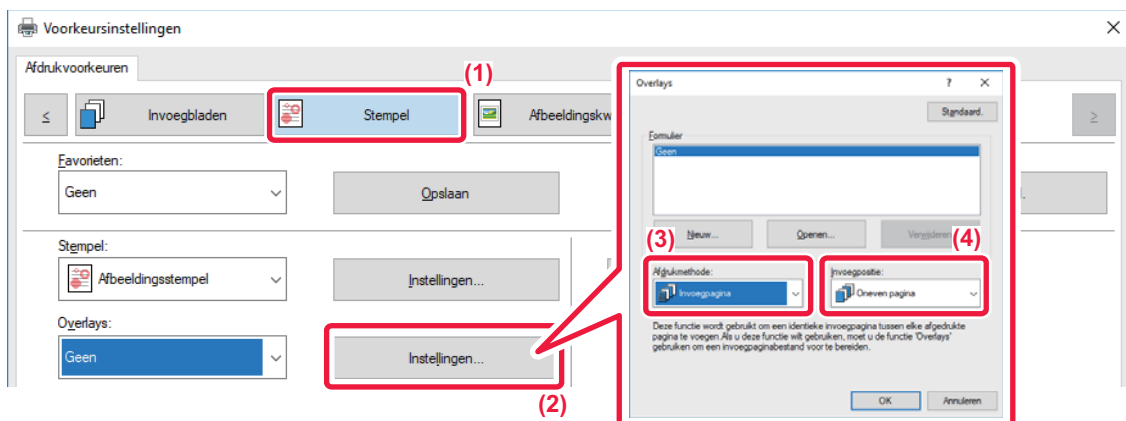 Voorkeursinstellingen
Afdrukvoorkeuren
(1)
≤
Invoegbladen
Stempel
Afbeeldingskw
≥
Favorieten:
Geen
Opslaan
Stempel:
Afbeeldingsstempel
Instellingen...
Overlays:
Geen
Instellingen...
(2)
Overlays
?
Standaard.
Formulier
Geen
Nieuw...
Openen...
Verwijderen
(3)
(4)
Afdrukmethode:
Invoegpagina
Invoegpositie:
Oneven pagina
Deze functie wordt gebruikt om een identieke invoegpagina tussen elke afgedrukte
pagina te voegen.Als u deze functie wilt gebruiken, moet u de functie 'Overlays'
gebruiken om een invoegpaginabestand voor te bereiden.
OK
Annuleren